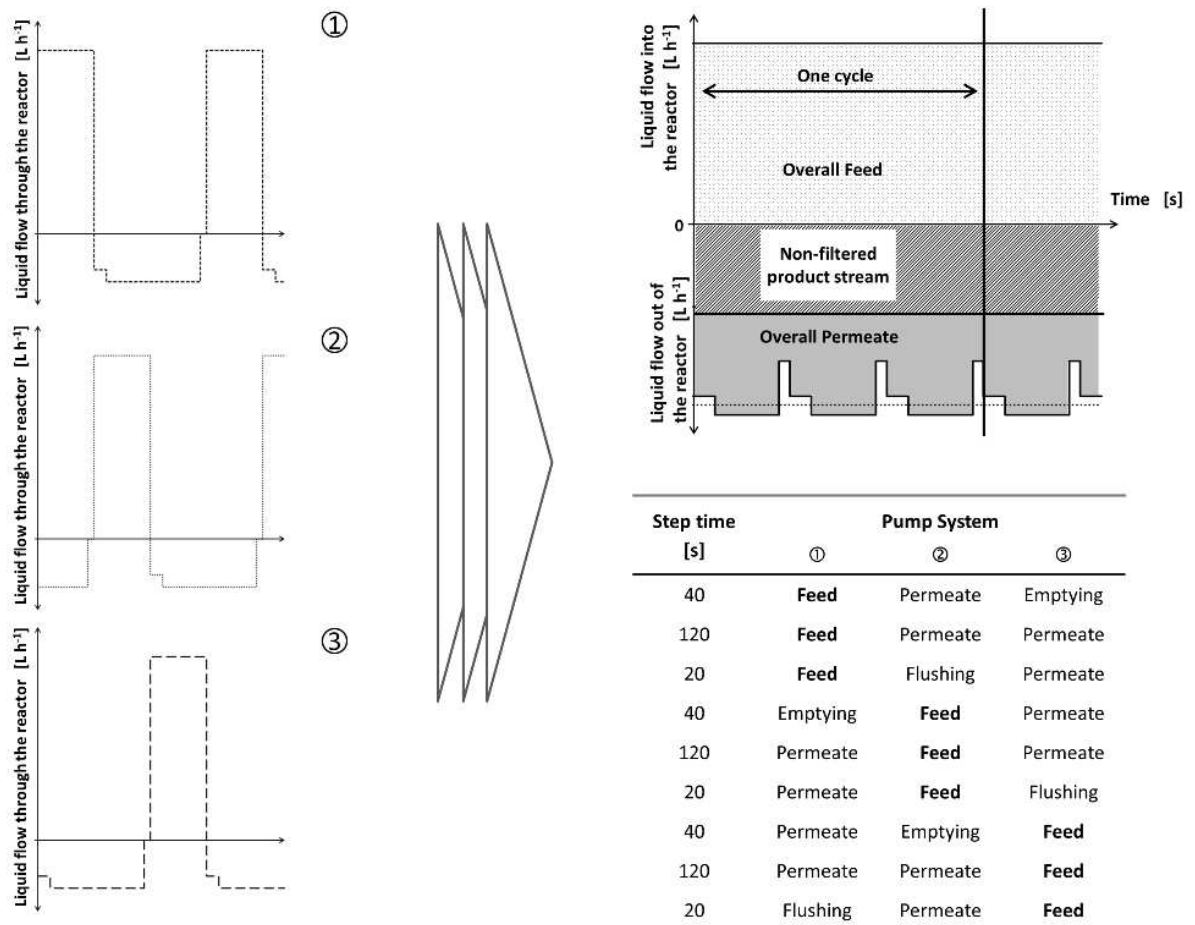 Liquid flow through the reactor [L h-1]
①
Liquid flow through the reactor [L h-1]
②
Liquid flow through the reactor [L h-1]
③
Liquid flow into
the reactor [L h-1]
One cycle
Overall Feed
Time [s]
0
Non-filtered
product stream
Liquid flow out of
the reactor [L h-1]
Overall Permeate
Step time Pump System
[s] ① ② ③
40 Feed Permeate Emptying
120 Feed Permeate Permeate
20 Feed Flushing Permeate
40 Emptying Feed Permeate
120 Permeate Feed Permeate
20 Permeate Feed Flushing
40 Permeate Emptying Feed
120 Permeate Permeate Feed
20 Flushing Permeate Feed